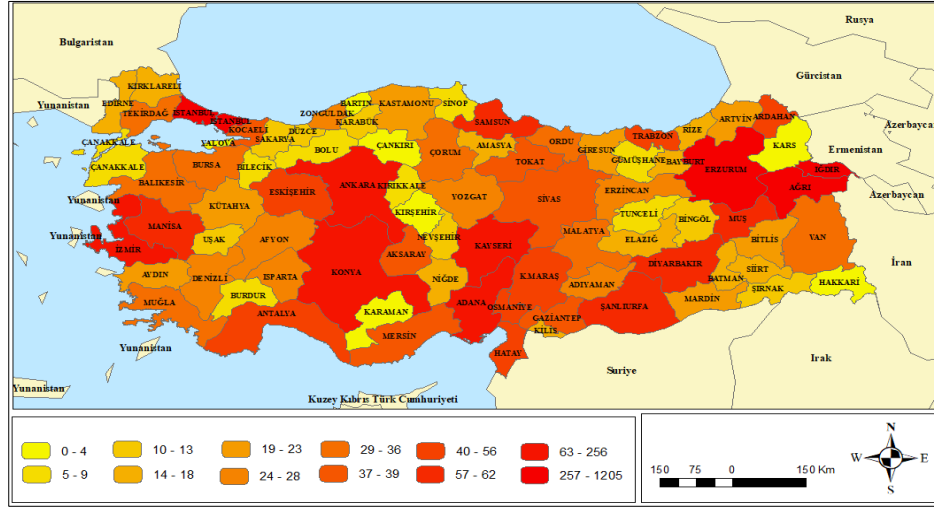 Rusya
Bulgaristan
Gürcistan
KIRKLARELİ
EDİRNE
Yunanistan
TEKİRDAĞ
İSTANBUL
İSTANBUL
KOCAELİ
YALOVA
SAKARYA
DÜZCE
ZONGULDAK
BARTIN
KARABÜK
KASTAMONU
SİNOP
SAMSUN
ORDU
GİRESUN
TRABZON
RİZE
ARTVİN
ARDAHAN
Azerbaycan
ÇANAKKALE
ÇANAKKALE
BALIKESİR
BURSA
BİLECİK
BOLU
ÇANKIRI
ÇORUM
AMASYA
TOKAT
GÜMÜŞHANE
BAYBURT
ERZURUM
KARS
Ermenistan
IĞDIR
AĞRI
Azerbaycan
Yunanistan
KÜTAHYA
ESKİŞEHİR
ANKARA
KIRIKKALE
KIRŞEHİR
YOZGAT
SİVAS
ERZİNCAN
TUNCELİ
BİNGÖL
MUŞ
Yunanistan
MANİSA
İZMİR
UŞAK
AFYON
NEVŞEHİR
AKSARAY
KAYSERİ
MALATYA
ELAZIĞ
BİTLİS
VAN
İran
AYDIN
DENİZLİ
ISPARTA
KONYA
NİĞDE
K.MARAŞ
ADIYAMAN
DİYARBAKIR
BATMAN
SİİRT
ŞIRNAK
HAKKARİ
MUĞLA
BURDUR
ANTALYA
KARAMAN
MERSİN
ADANA
OSMANİYE
GAZİANTEP
KİLİS
ŞANLIURFA
MARDİN
Yunanistan
HATAY
Irak
Suriye
Yunanistan
Kuzey Kıbrıs Türk Cumhuriyeti
0 - 4
10 - 13
19 - 23
29 - 36
40 - 56
63 - 256
5 - 9
14 - 18
24 - 28
37 - 39
57 - 62
257 - 1205
N
W
E
S
150 75 0 150 Km